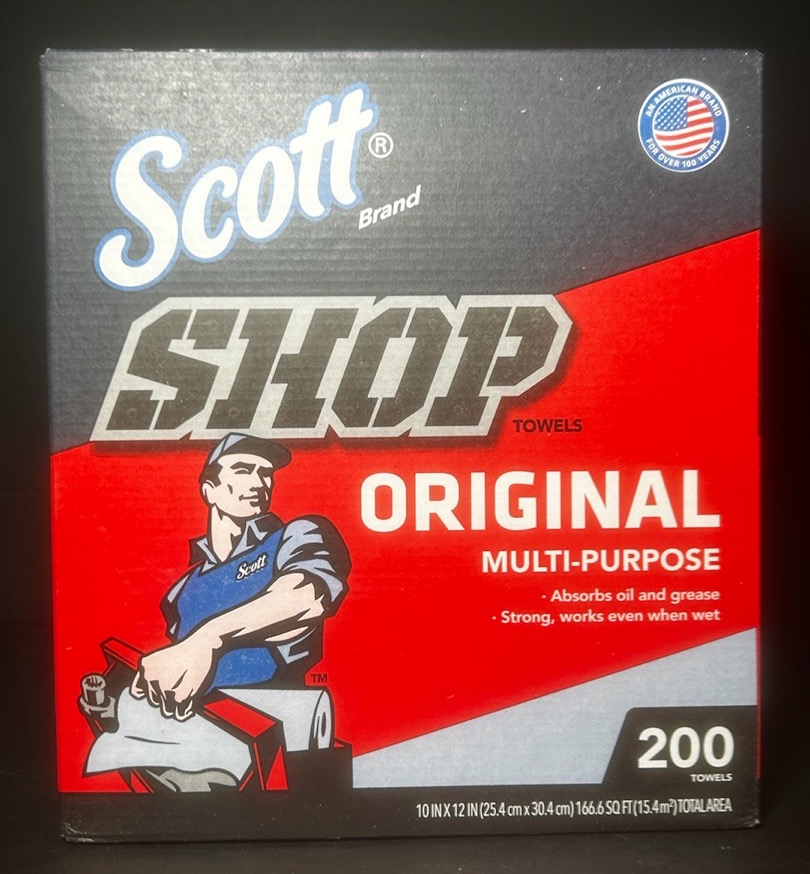 Scott®
Brand
AN AMERICAN BRAND
FOR OVER 100 YEARS
SHOP
TOWELS
ORIGINAL
MULTI-PURPOSE
· Absorbs oil and grease
· Strong, works even when wet
Scott
TM
200
TOWELS
10 IN X 12 IN (25.4 cm x 30.4 cm) 166.6 SQ FT (15.4 m²) TOTAL AREA